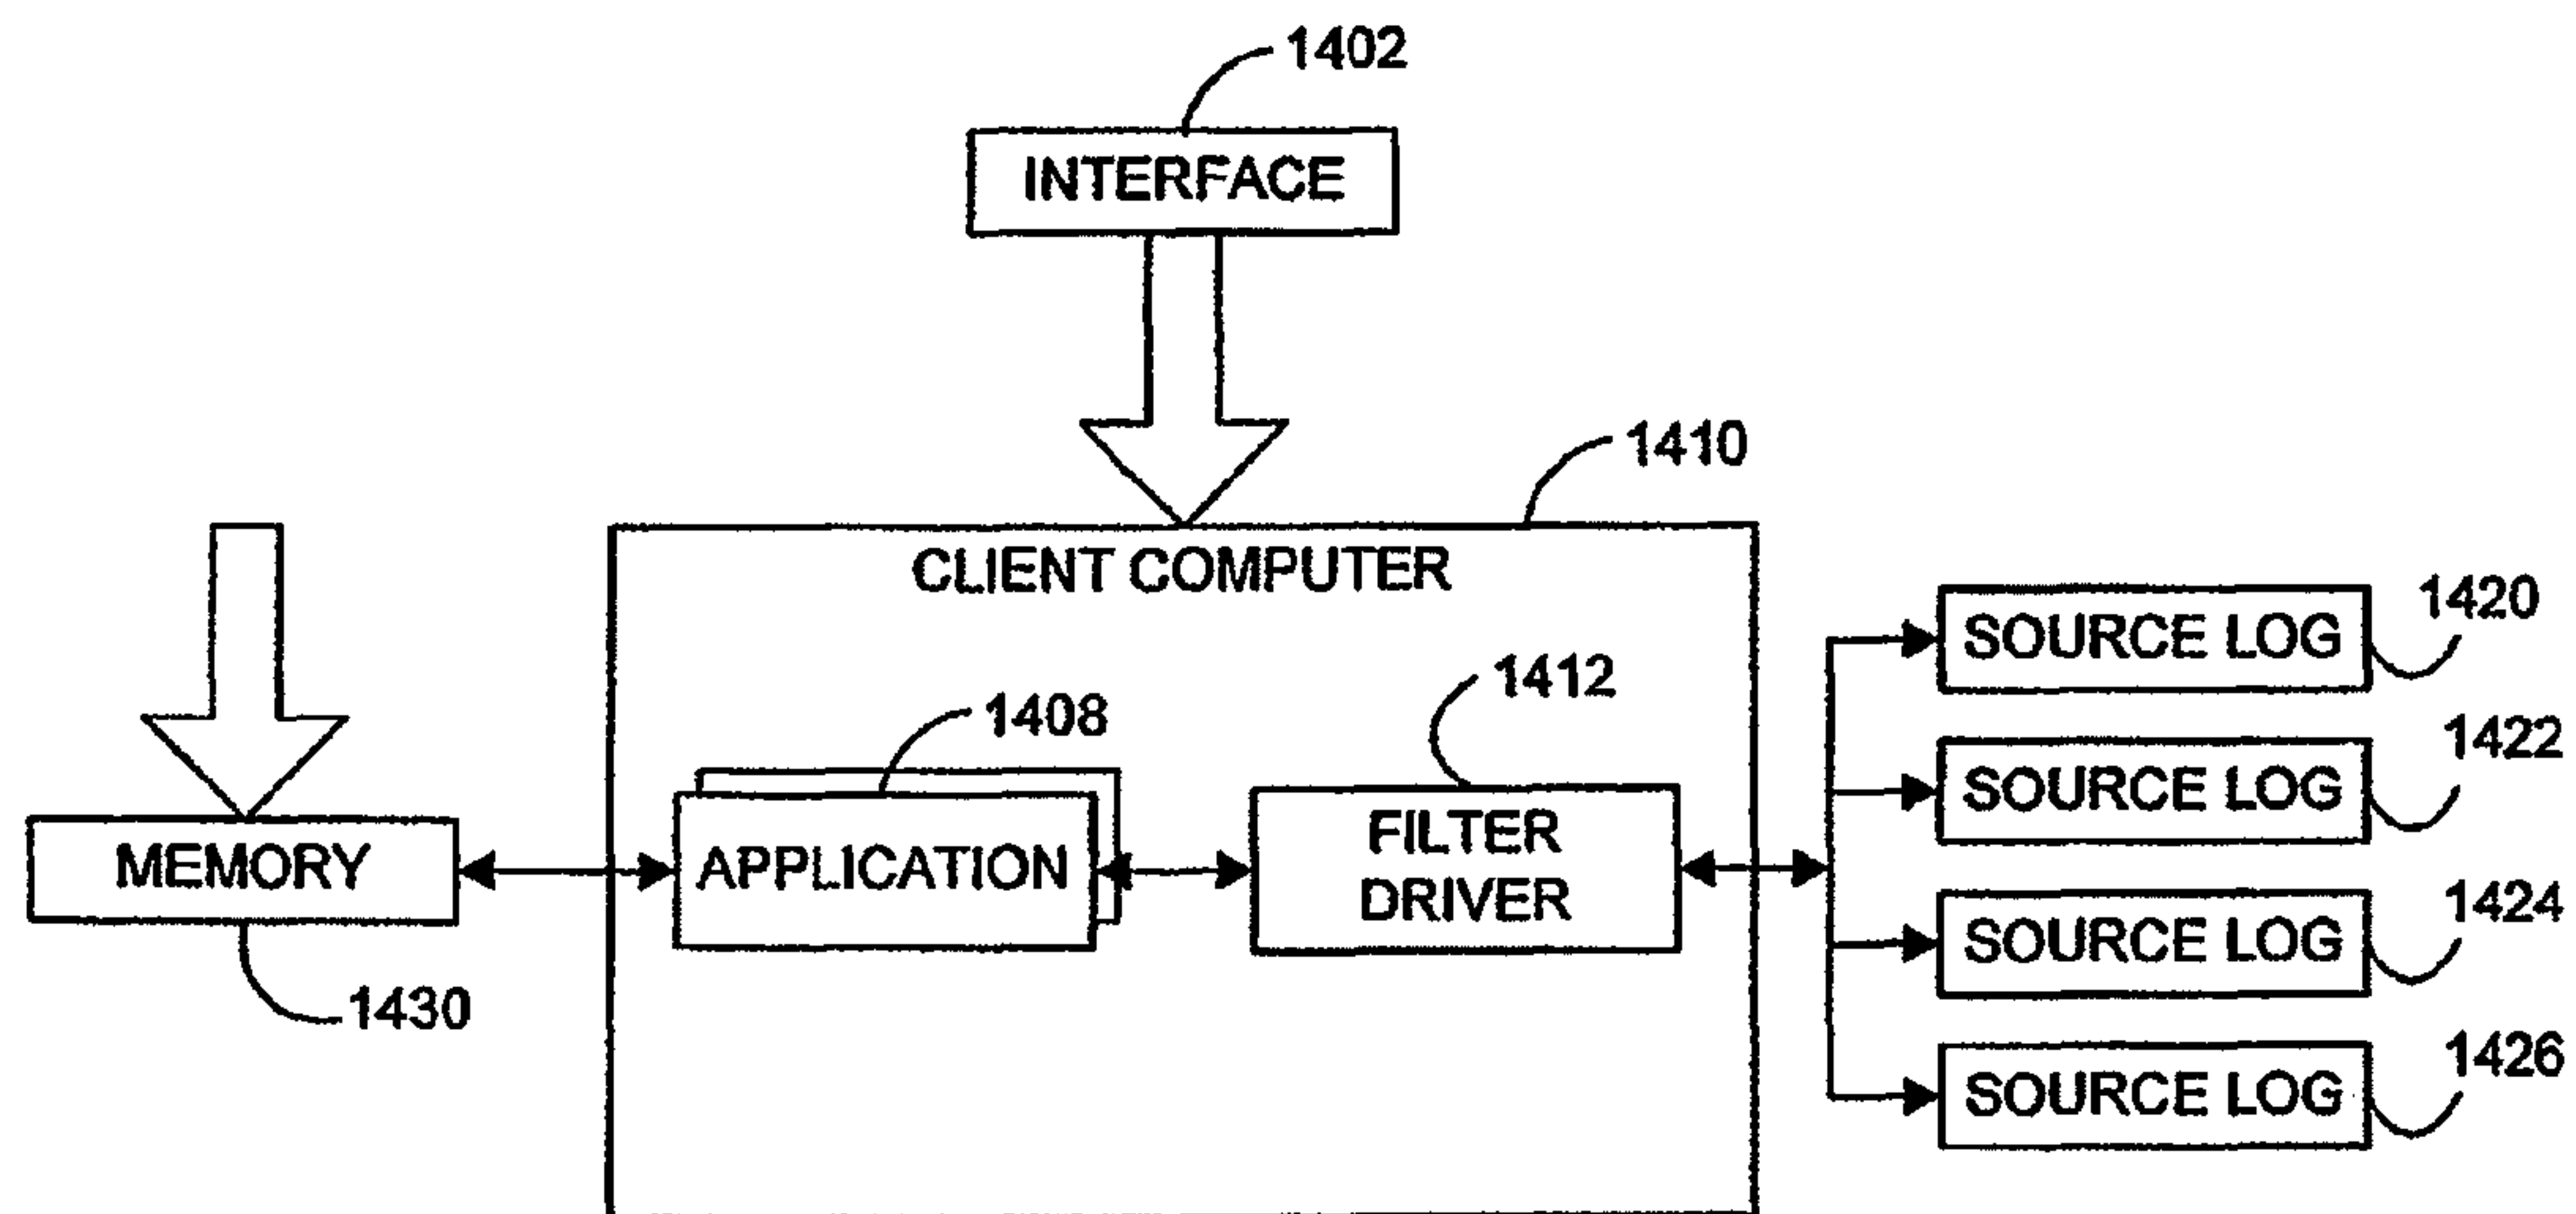 1402
INTERFACE
1410
CLIENT COMPUTER
1420
SOURCE LOG
1412
1408
1422
SOURCE LOG
FILTER
DRIVER
MEMORY
APPLICATION
1424
SOURCE LOG
1430
1426
SOURCE LOG